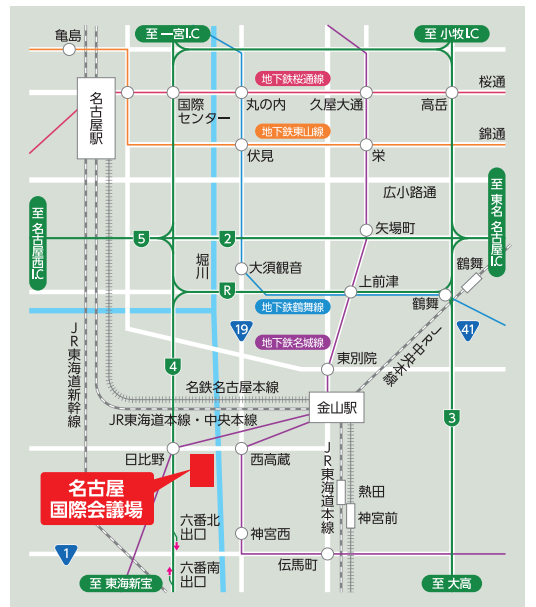 至 一宮I.C
至 小牧I.C
亀島
地下鉄桜通線
桜通
名古屋駅
国際
センター
丸の内
久屋大通
高岳
地下鉄東山線
錦通
伏見
栄
広小路通
至 名古屋西I.C
至 東名 名古屋I.C
矢場町
5
2
堀川
大須観音
鶴舞
上前津
R
地下鉄鶴舞線
鶴舞
19
41
地下鉄名城線
JR中央本線
JR東海道新幹線
東別院
4
名鉄名古屋本線
金山駅
JR東海道本線・中央本線
3
日比野
西高蔵
JR東海道本線
名古屋
国際会議場
熱田
六番北
出口
神宮前
神宮西
1
伝馬町
六番南
出口
至 東海新宝
至 大高